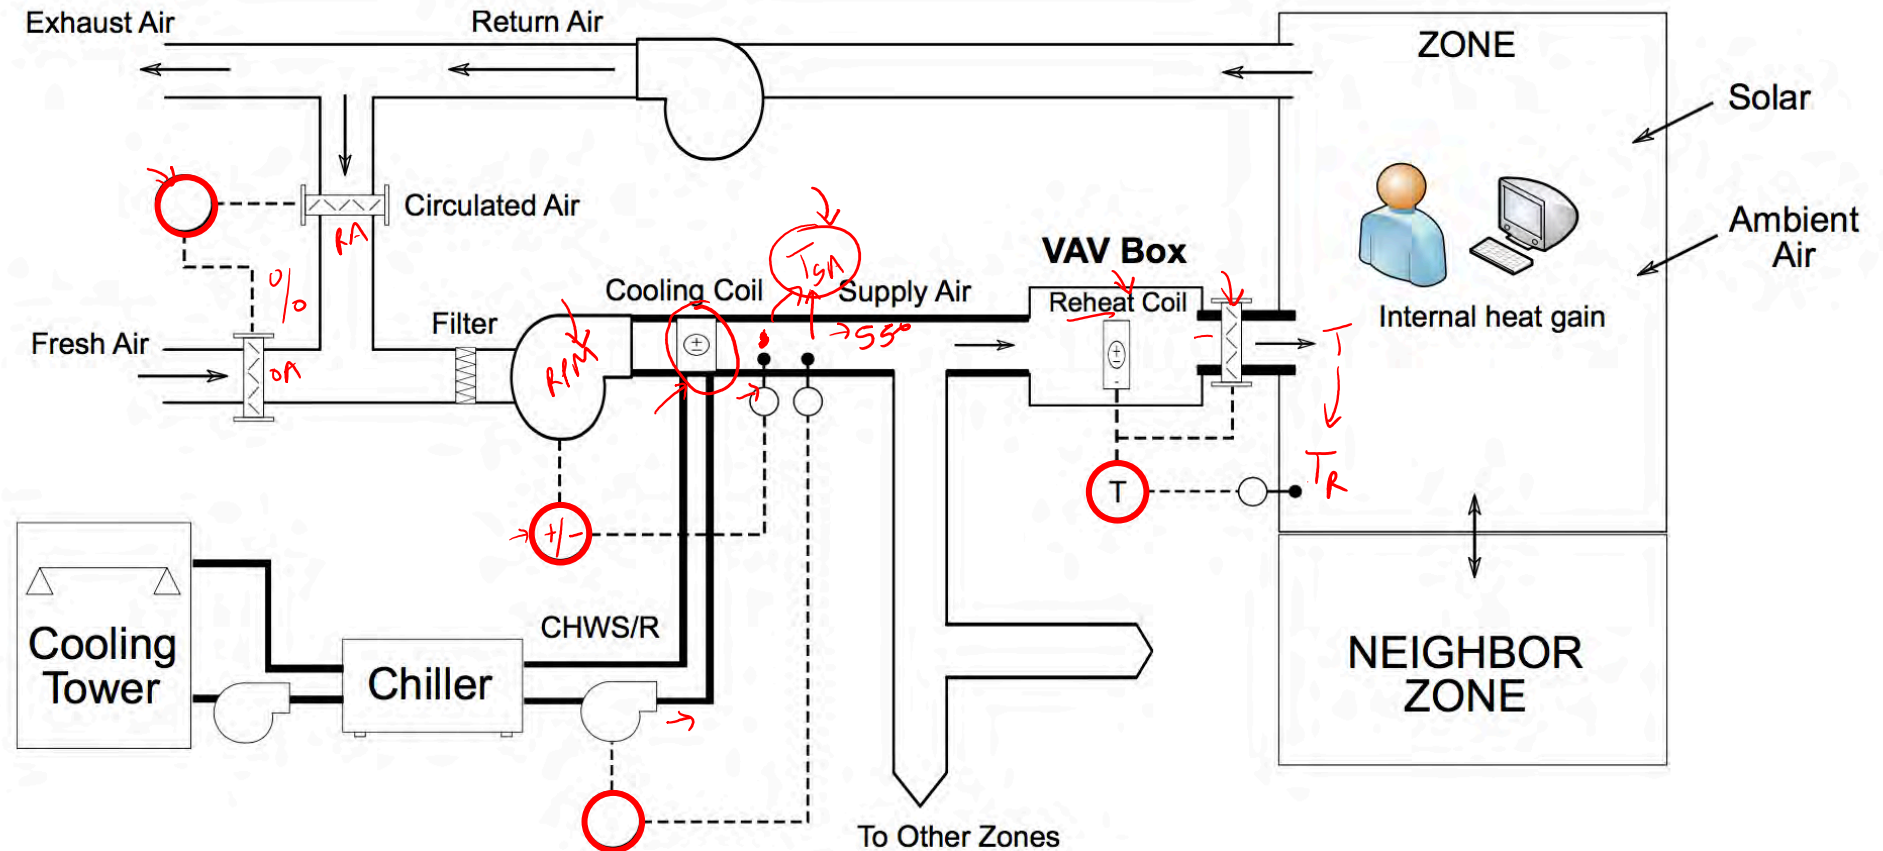 Exhaust Air
Return Air
ZONE
Solar
Circulated Air
RA
TSA
Ambient
Air
VAV Box
%
Cooling Coil
Supply Air
Reheat Coil
Internal heat gain
Filter
Fresh Air
OA
RPM
→55°
T
TR
T
+/-
CHWS/R
Cooling
Tower
Chiller
NEIGHBOR
ZONE
To Other Zones